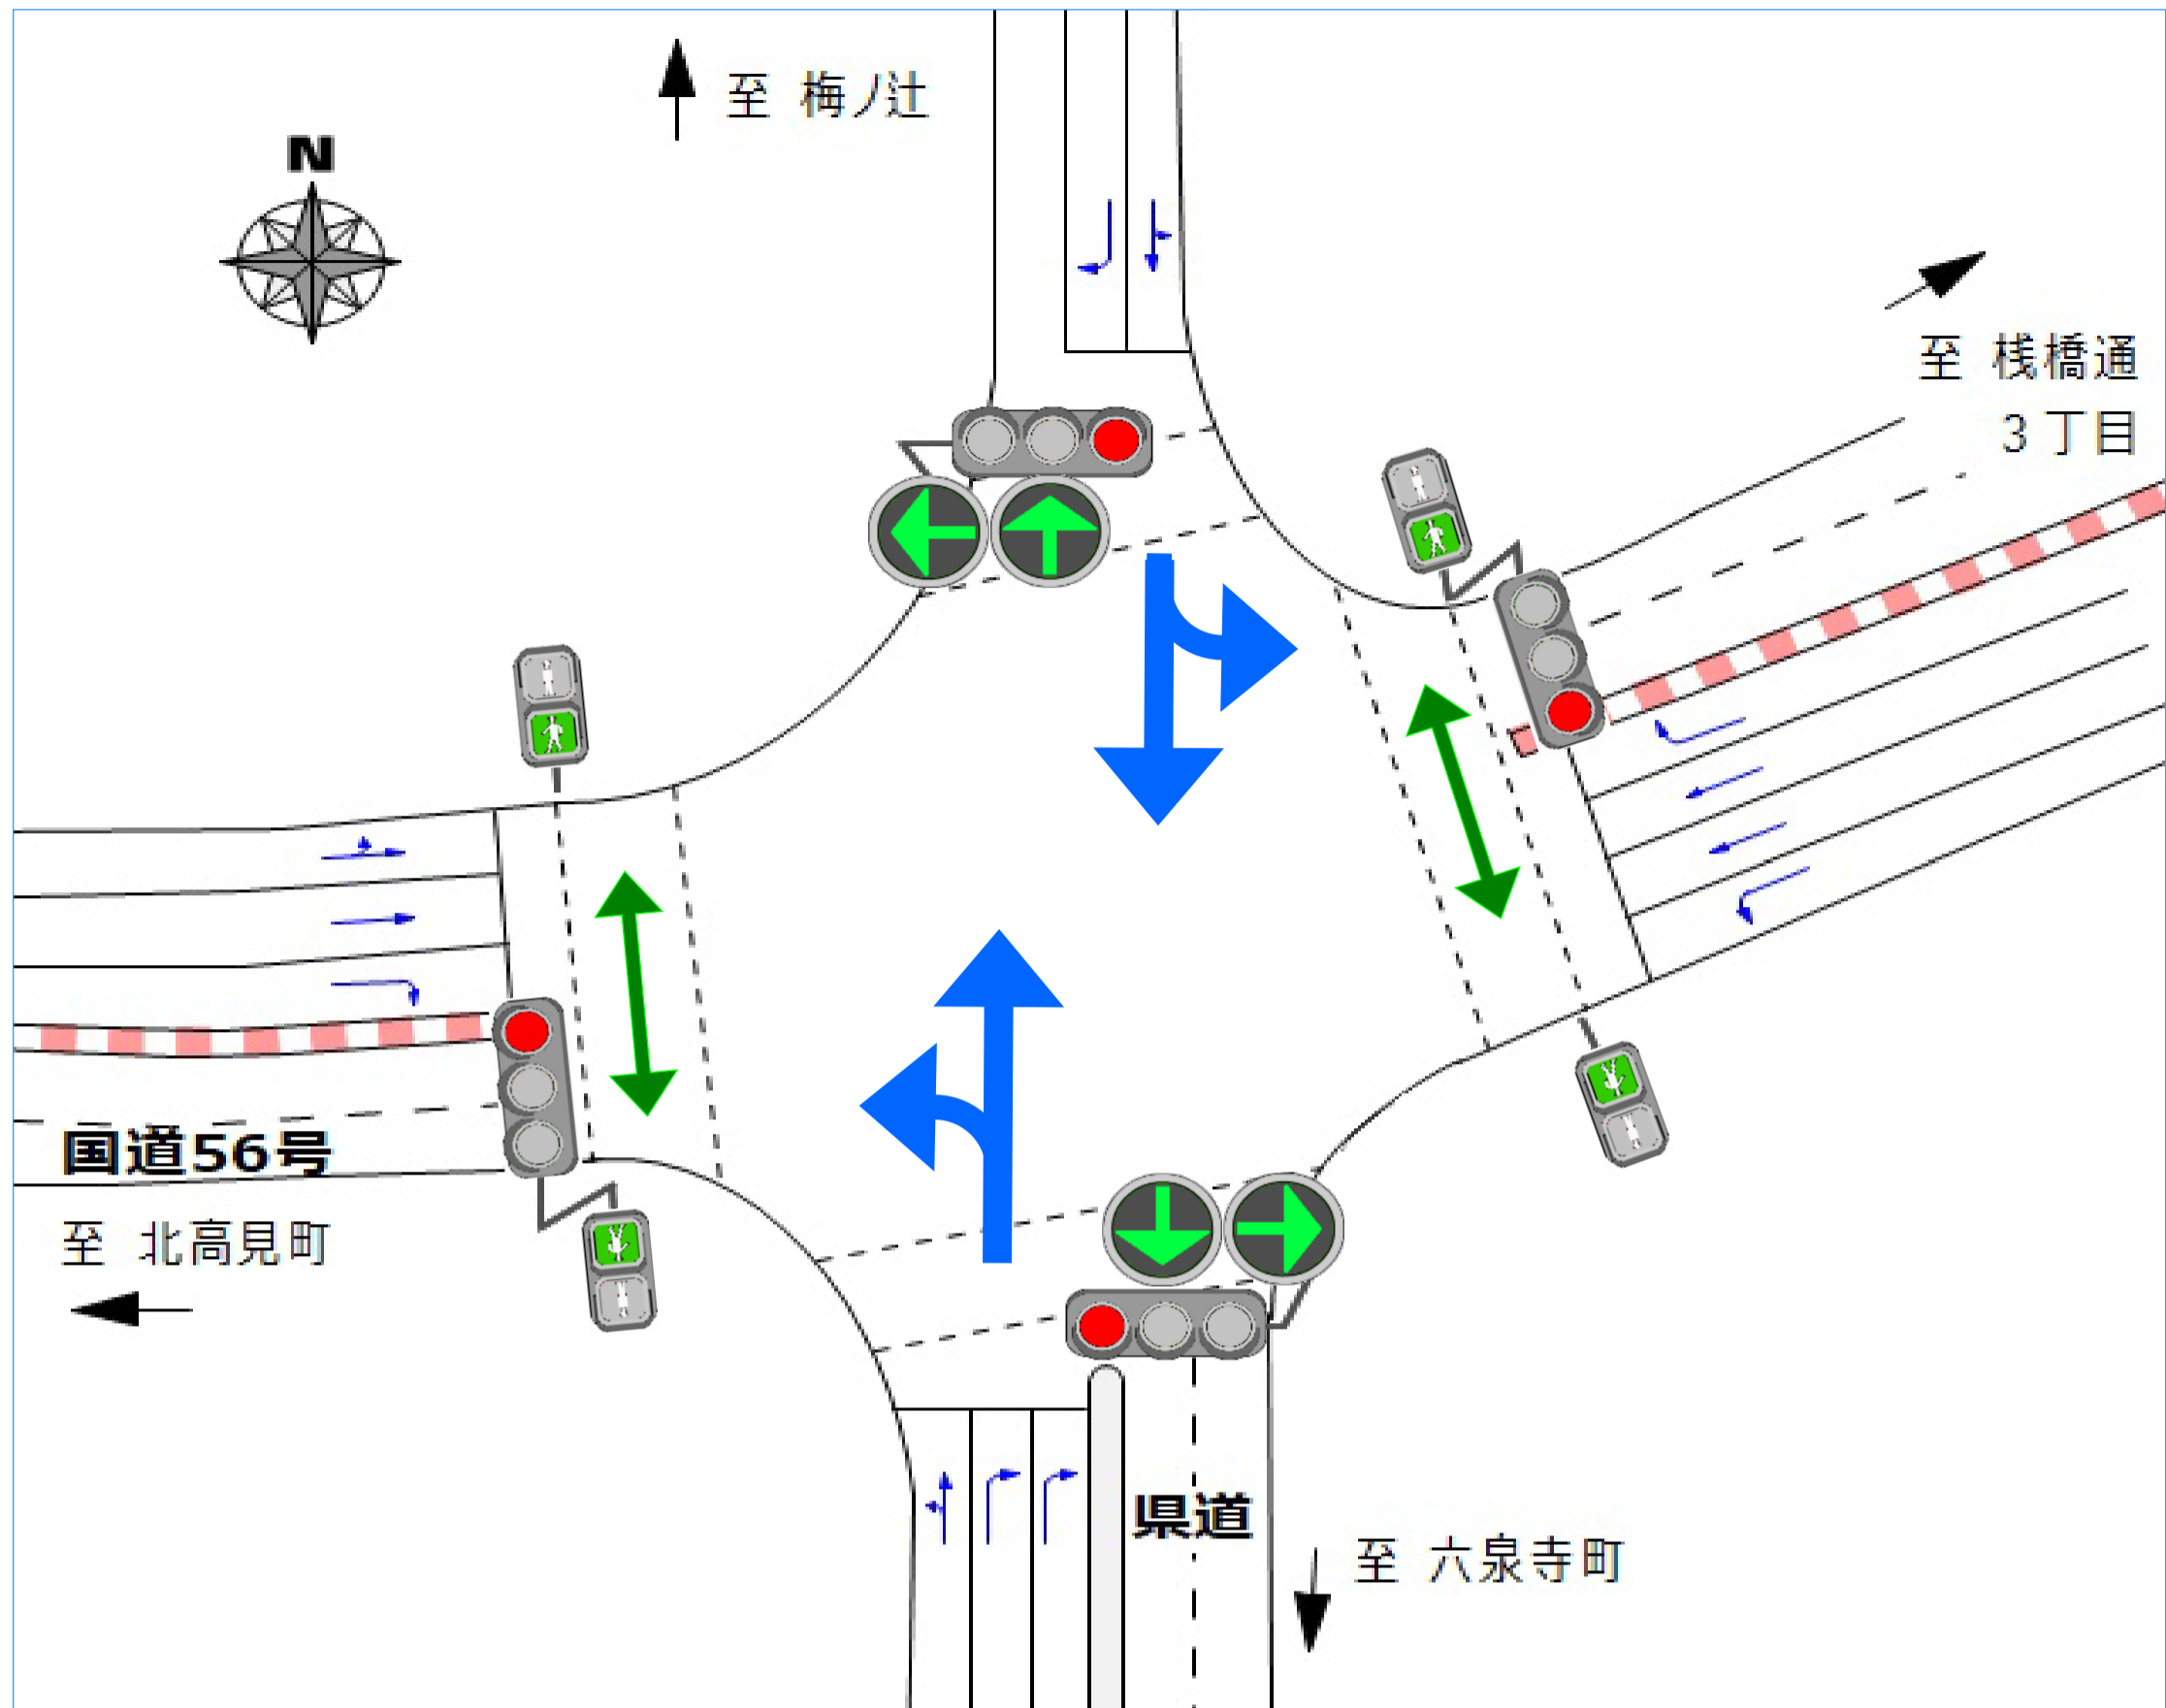 至 梅ノ辻
N
至 桟橋通
３丁目
国道56号
至 北高見町
県道
至 六泉寺町